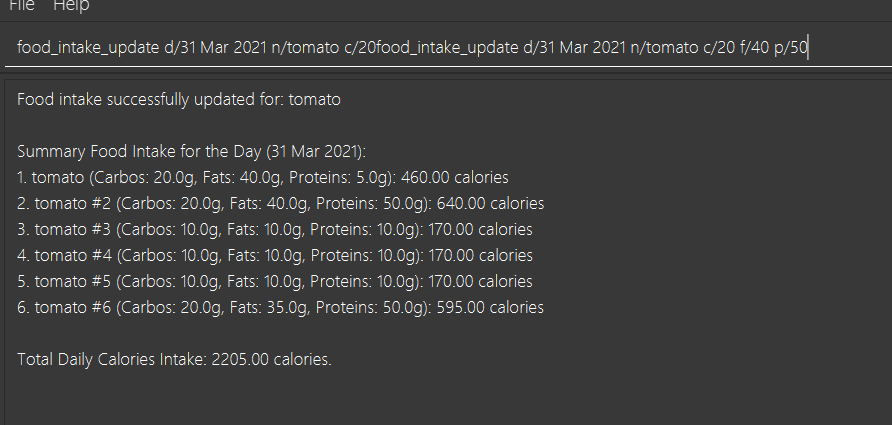 File Help
food_intake_update d/31 Mar 2021 n/tomato c/20food_intake_update d/31 Mar 2021 n/tomato c/20 f/40 p/50
Food intake successfully updated for: tomato
Summary Food Intake for the Day (31 Mar 2021):
1. tomato (Carbos: 20.0g, Fats: 40.0g, Proteins: 5.0g): 460.00 calories
2. tomato #2 (Carbos: 20.0g, Fats: 40.0g, Proteins: 50.0g): 640.00 calories
3. tomato #3 (Carbos: 10.0g, Fats: 10.0g, Proteins: 10.0g): 170.00 calories
4. tomato #4 (Carbos: 10.0g, Fats: 10.0g, Proteins: 10.0g): 170.00 calories
5. tomato #5 (Carbos: 10.0g, Fats: 10.0g, Proteins: 10.0g): 170.00 calories
6. tomato #6 (Carbos: 20.0g, Fats: 35.0g, Proteins: 50.0g): 595.00 calories
Total Daily Calories Intake: 2205.00 calories.